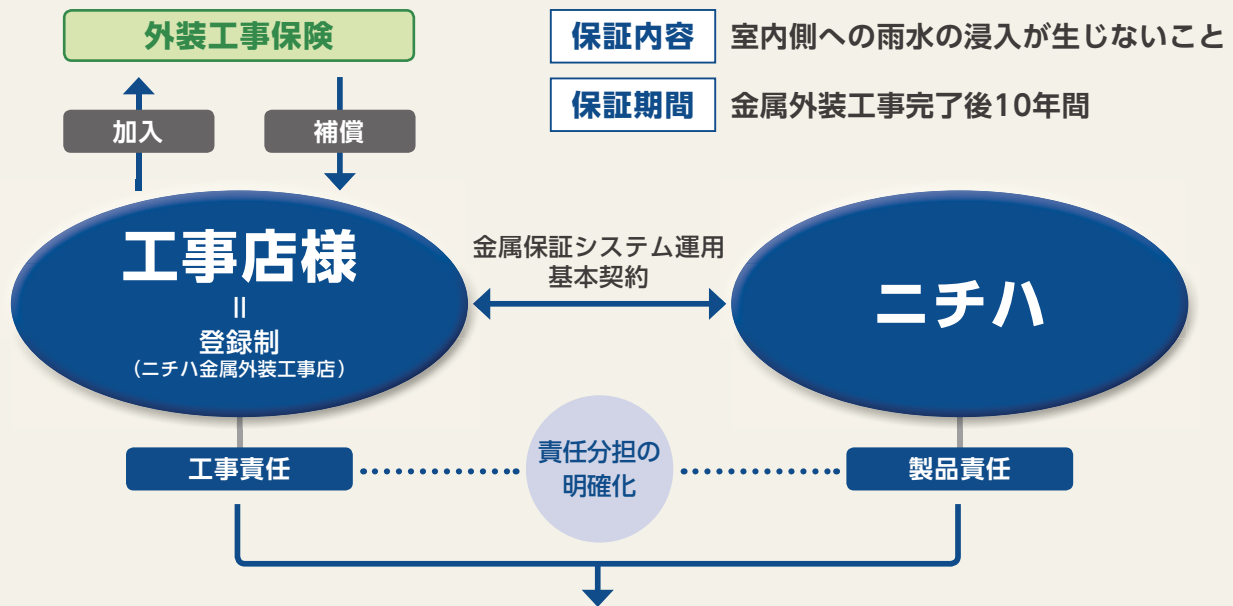 外装工事保険
保証内容 室内側への雨水の浸入が生じないこと
保証期間 金属外装工事完了後10年間
加入
補償
工事店様
=
登録制
（ニチハ金属外装工事店）
金属保証システム運用
基本契約
ニチハ
工事責任
責任分担の
明確化
製品責任